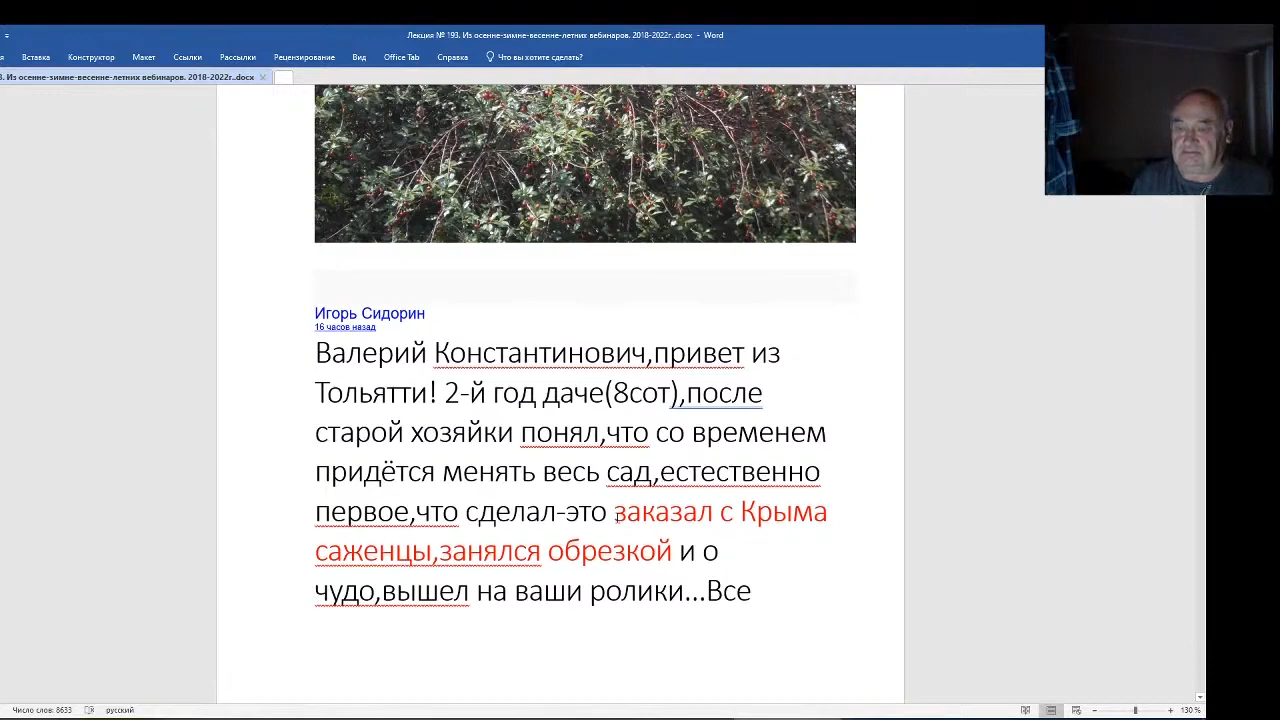 Лекция № 193. Из осенне-зимне-весенне-летних вебинаров. 2018-2022г..docx - Word
Вставка Конструктор Макет Ссылки Рассылки Рецензирование Вид Office Tab Справка Что вы хотите сделать?
3. Из осенне-зимне-весенне-летних вебинаров. 2018-2022г..docx
Игорь Сидорин
16 часов назад
Валерий Константинович,привет из
Тольятти! 2-й год даче(8сот),после
старой хозяйки понял,что со временем
придётся менять весь сад,естественно
первое,что сделал-это заказал с Крыма
саженцы,занялся обрезкой и о
чудо,вышел на ваши ролики...Все
Число слов: 8633 русский 130 %